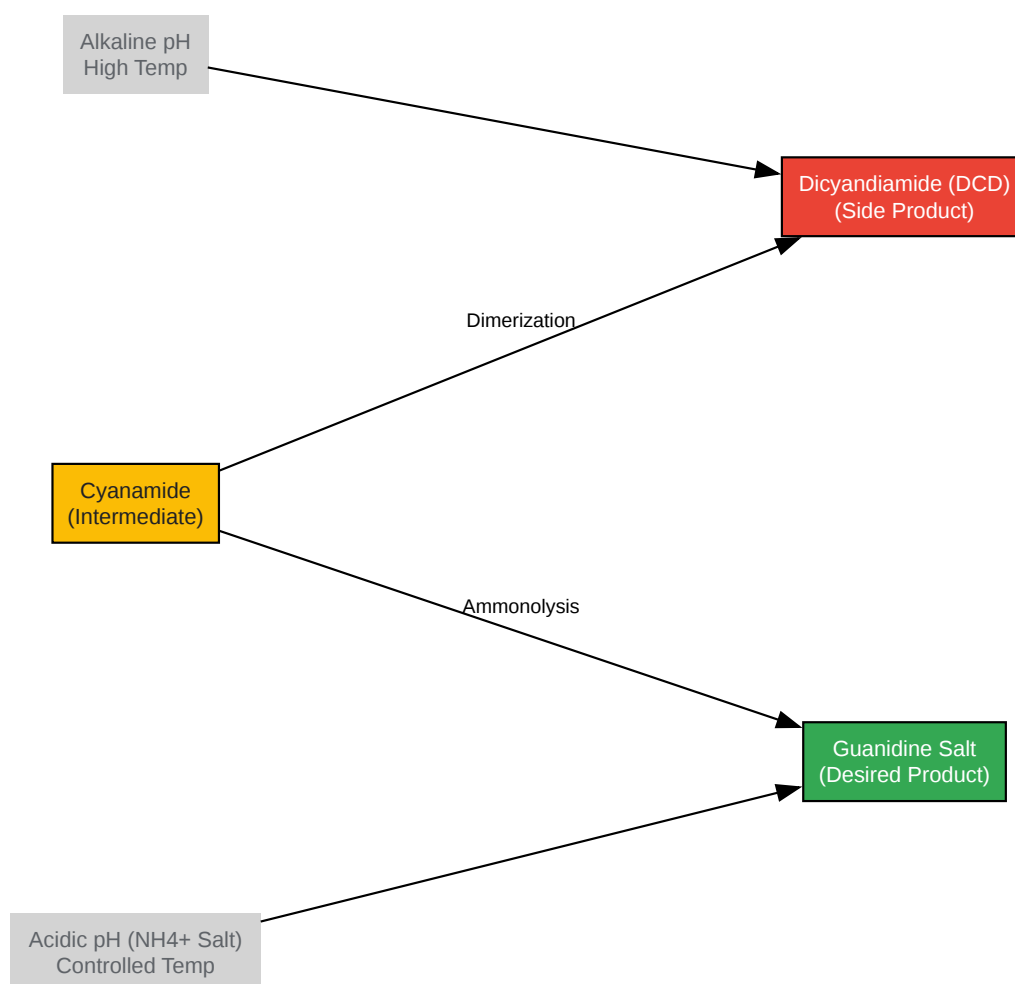 Alkaline pH
High Temp
Dicyandiamide (DCD)
(Side Product)
Dimerization
Cyanamide
(Intermediate)
Ammonolysis
Guanidine Salt
(Desired Product)
Acidic pH (NH4+ Salt)
Controlled Temp